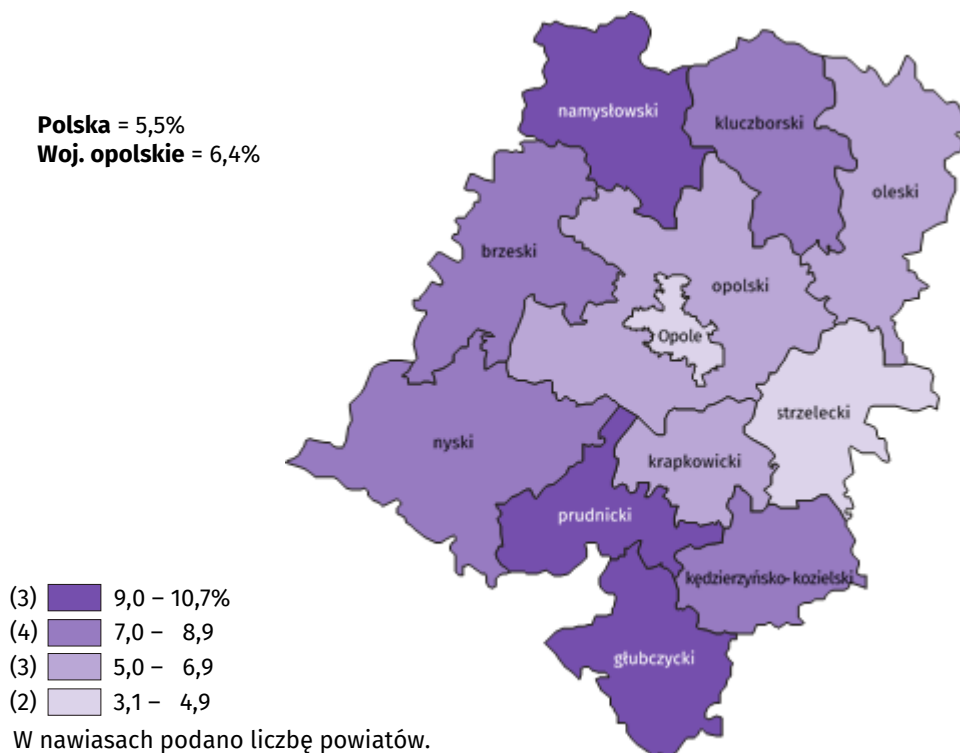 Polska = 5,5%
Woj. opolskie = 6,4%
namysłowski
kluczborski
oleski
brzeski
opolski
Opole
strzelecki
nyski
krapkowicki
prudnicki
kędzierzyńsko-kozielski
głubczycki
(3) 9,0 – 10,7%
(4) 7,0 – 8,9
(3) 5,0 – 6,9
(2) 3,1 – 4,9
W nawiasach podano liczbę powiatów.